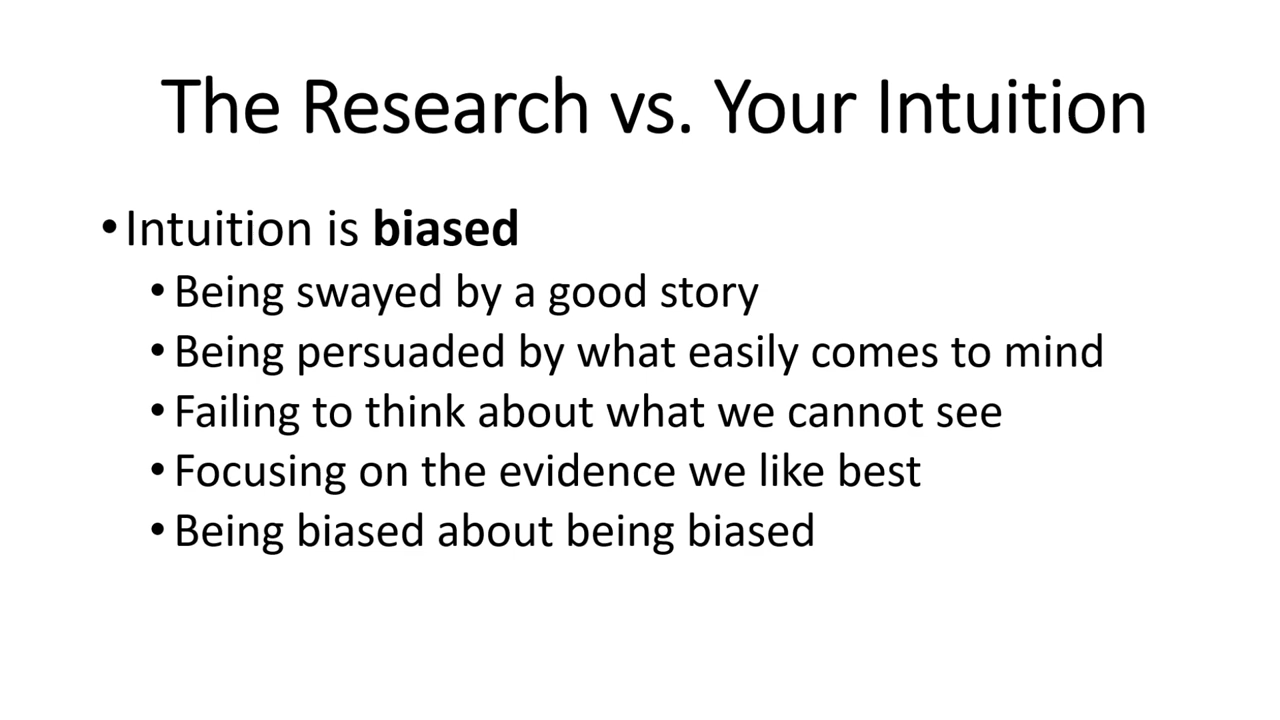 The Research vs. Your Intuition
•Intuition is biased
•Being swayed by a good story
•Being persuaded by what easily comes to mind
•Failing to think about what we cannot see
•Focusing on the evidence we like best
•Being biased about being biased